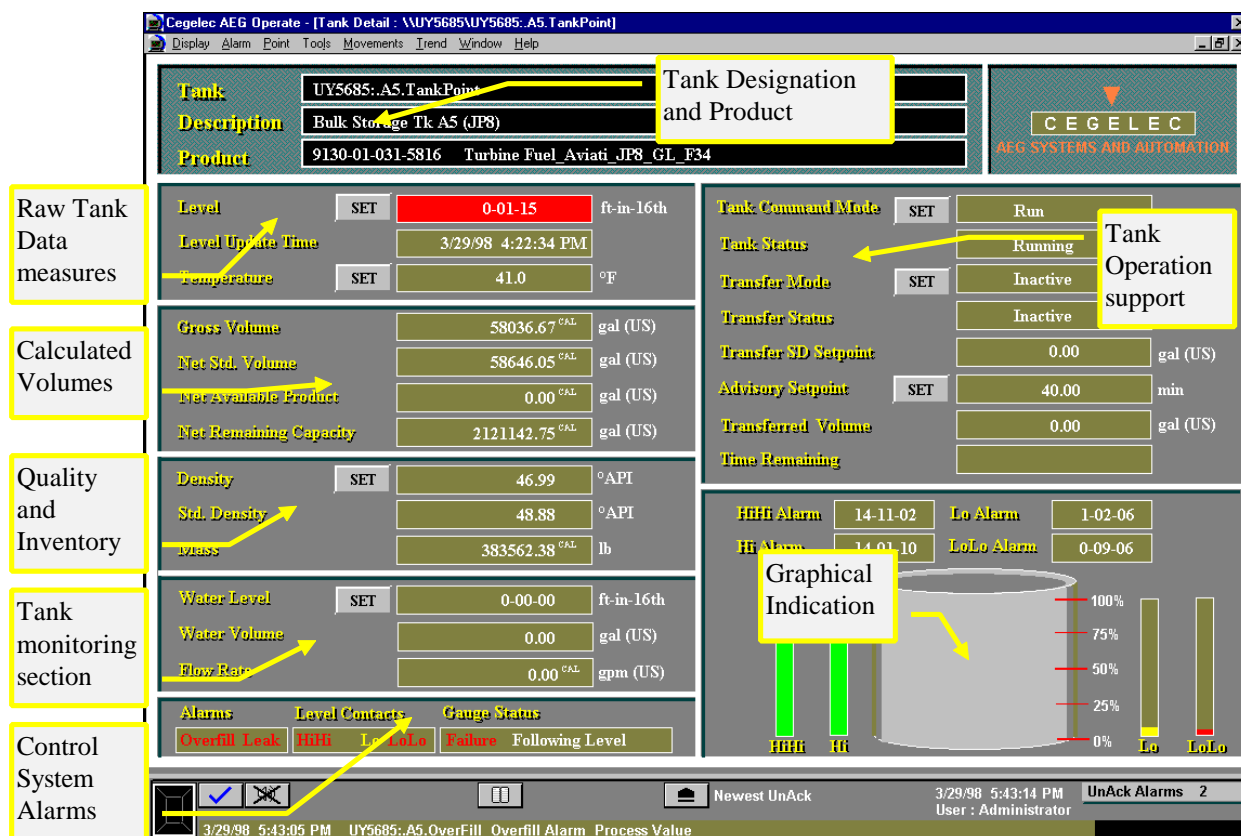 Cegelec AEG Operate - [Tank Detail : \\UY5685\UY5685:.A5.TankPoint]
Display Alarm Point Tools Movements Trend Window Help
Tank UY5685:.A5.TankPoint
Description Bulk Storage Tk A5 (JP8)
Product 9130-01-031-5816 Turbine Fuel_Aviati_JP8_GL_F34
Tank Designation
and Product
CEGELEC
AEG SYSTEMS AND AUTOMATION
Raw Tank
Data
measures
Level SET 0-01-15 ft-in-16th
Level Update Time 3/29/98 4:22:34 PM
Temperature SET 41.0 °F
Calculated
Volumes
Gross Volume 58036.67 CAL gal (US)
Net Std. Volume 58646.05 CAL gal (US)
Net Available Product 0.00 CAL gal (US)
Net Remaining Capacity 2121142.75 CAL gal (US)
Quality
and
Inventory
Density SET 46.99 °API
Std. Density 48.88 °API
Mass 383562.38 CAL lb
Tank
monitoring
section
Water Level SET 0-00-00 ft-in-16th
Water Volume 0.00 gal (US)
Flow Rate 0.00 CAL gpm (US)
Control
System
Alarms
Alarms Level Contacts Gauge Status
Overfill Leak HiHi Lo LoLo Failure Following Level
Tank Command Mode SET Run
Tank Status Running
Transfer Mode SET Inactive
Transfer Status Inactive
Transfer SD Setpoint 0.00 gal (US)
Advisory Setpoint SET 40.00 min
Transferred Volume 0.00 gal (US)
Time Remaining
Tank
Operation
support
HiHi Alarm 14-11-02 Lo Alarm 1-02-06
Hi Alarm 14-01-10 LoLo Alarm 0-09-06
Graphical
Indication
100%
75%
50%
25%
0%
HiHi Hi Lo LoLo
Newest UnAck
3/29/98 5:43:14 PM
User : Administrator
UnAck Alarms 2
3/29/98 5:43:05 PM UY5685:.A5.OverFill Overfill Alarm Process Value